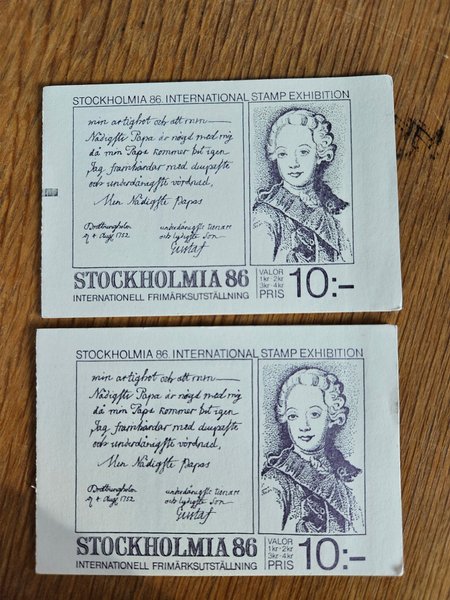 STOCKHOLMIA 86. INTERNATIONAL STAMP EXHIBITION
min artighet och att min
Nådigste Papa är nögd med mig
då min Papa kommer hit igen
Jag framhärdar med diupaste
och underdånigste vördnad,
Min Nådigste Papas
Drottningholm
d 4 Aug. 1752
underdånigste tienare
och lydigste Son
Gustaf
STOCKHOLMIA 86
INTERNATIONELL FRIMÄRKSUTSTÄLLNING
VALÖR
1kr-2kr
3kr-4kr
PRIS 10:-
STOCKHOLMIA 86. INTERNATIONAL STAMP EXHIBITION
min artighet och att min
Nådigste Papa är nögd med mig
då min Papa kommer hit igen
Jag framhärdar med diupaste
och underdånigste vördnad,
Min Nådigste Papas
Drottningholm
d 4 Aug. 1752
underdånigste tienare
och lydigste Son
Gustaf
STOCKHOLMIA 86
INTERNATIONELL FRIMÄRKSUTSTÄLLNING
VALÖR
1kr-2kr
3kr-4kr
PRIS 10:-